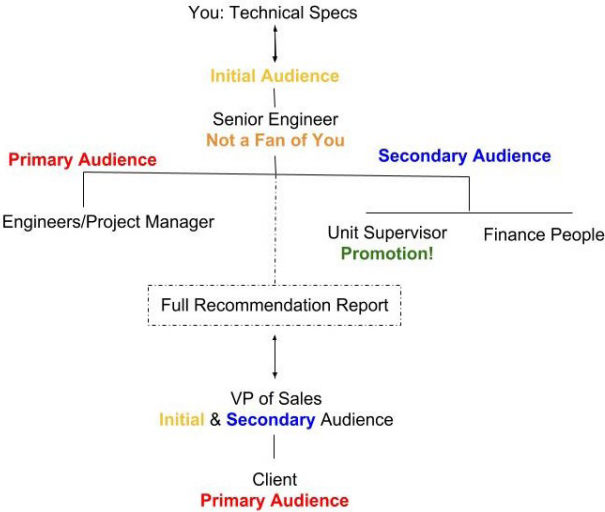 You: Technical Specs
Initial Audience
Senior Engineer
Not a Fan of You
Primary Audience
Secondary Audience
Engineers/Project Manager
Unit Supervisor
Promotion!
Finance People
Full Recommendation Report
VP of Sales
Initial & Secondary Audience
Client
Primary Audience